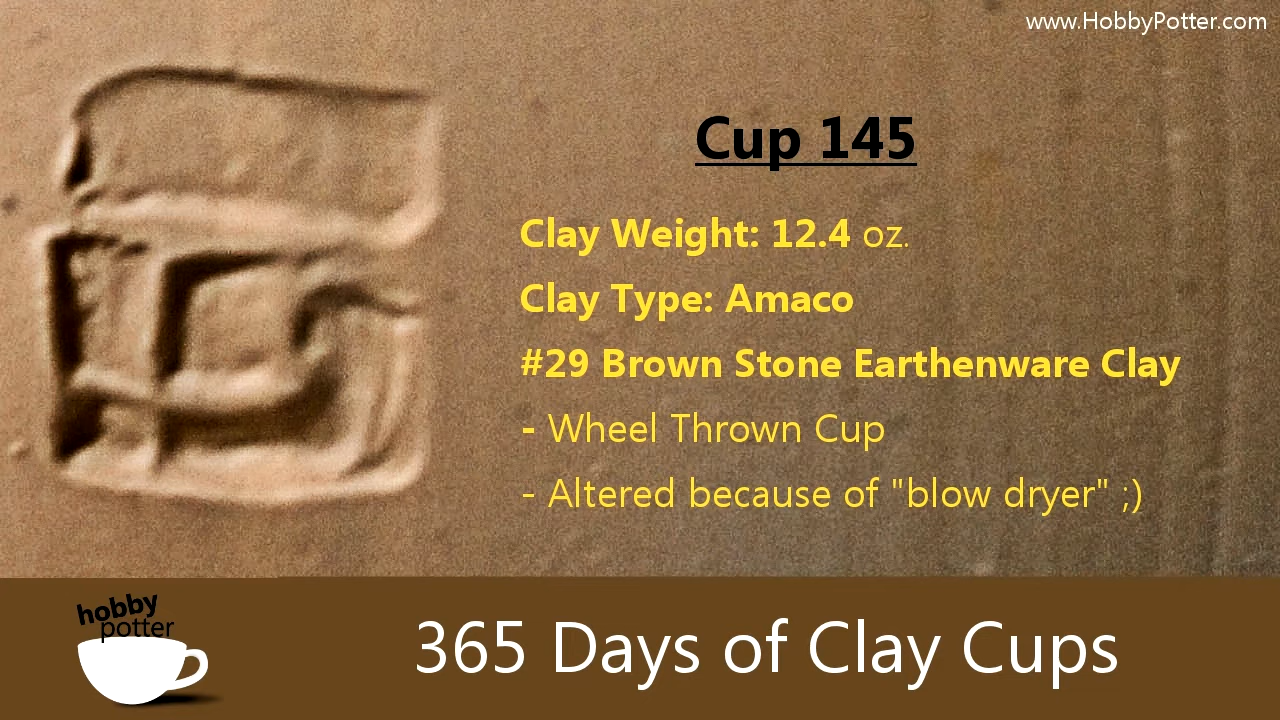 www.HobbyPotter.com
Cup 145
Clay Weight: 12.4 oz.
Clay Type: Amaco
#29 Brown Stone Earthenware Clay
- Wheel Thrown Cup
- Altered because of "blow dryer" ;)
hobby
potter
365 Days of Clay Cups